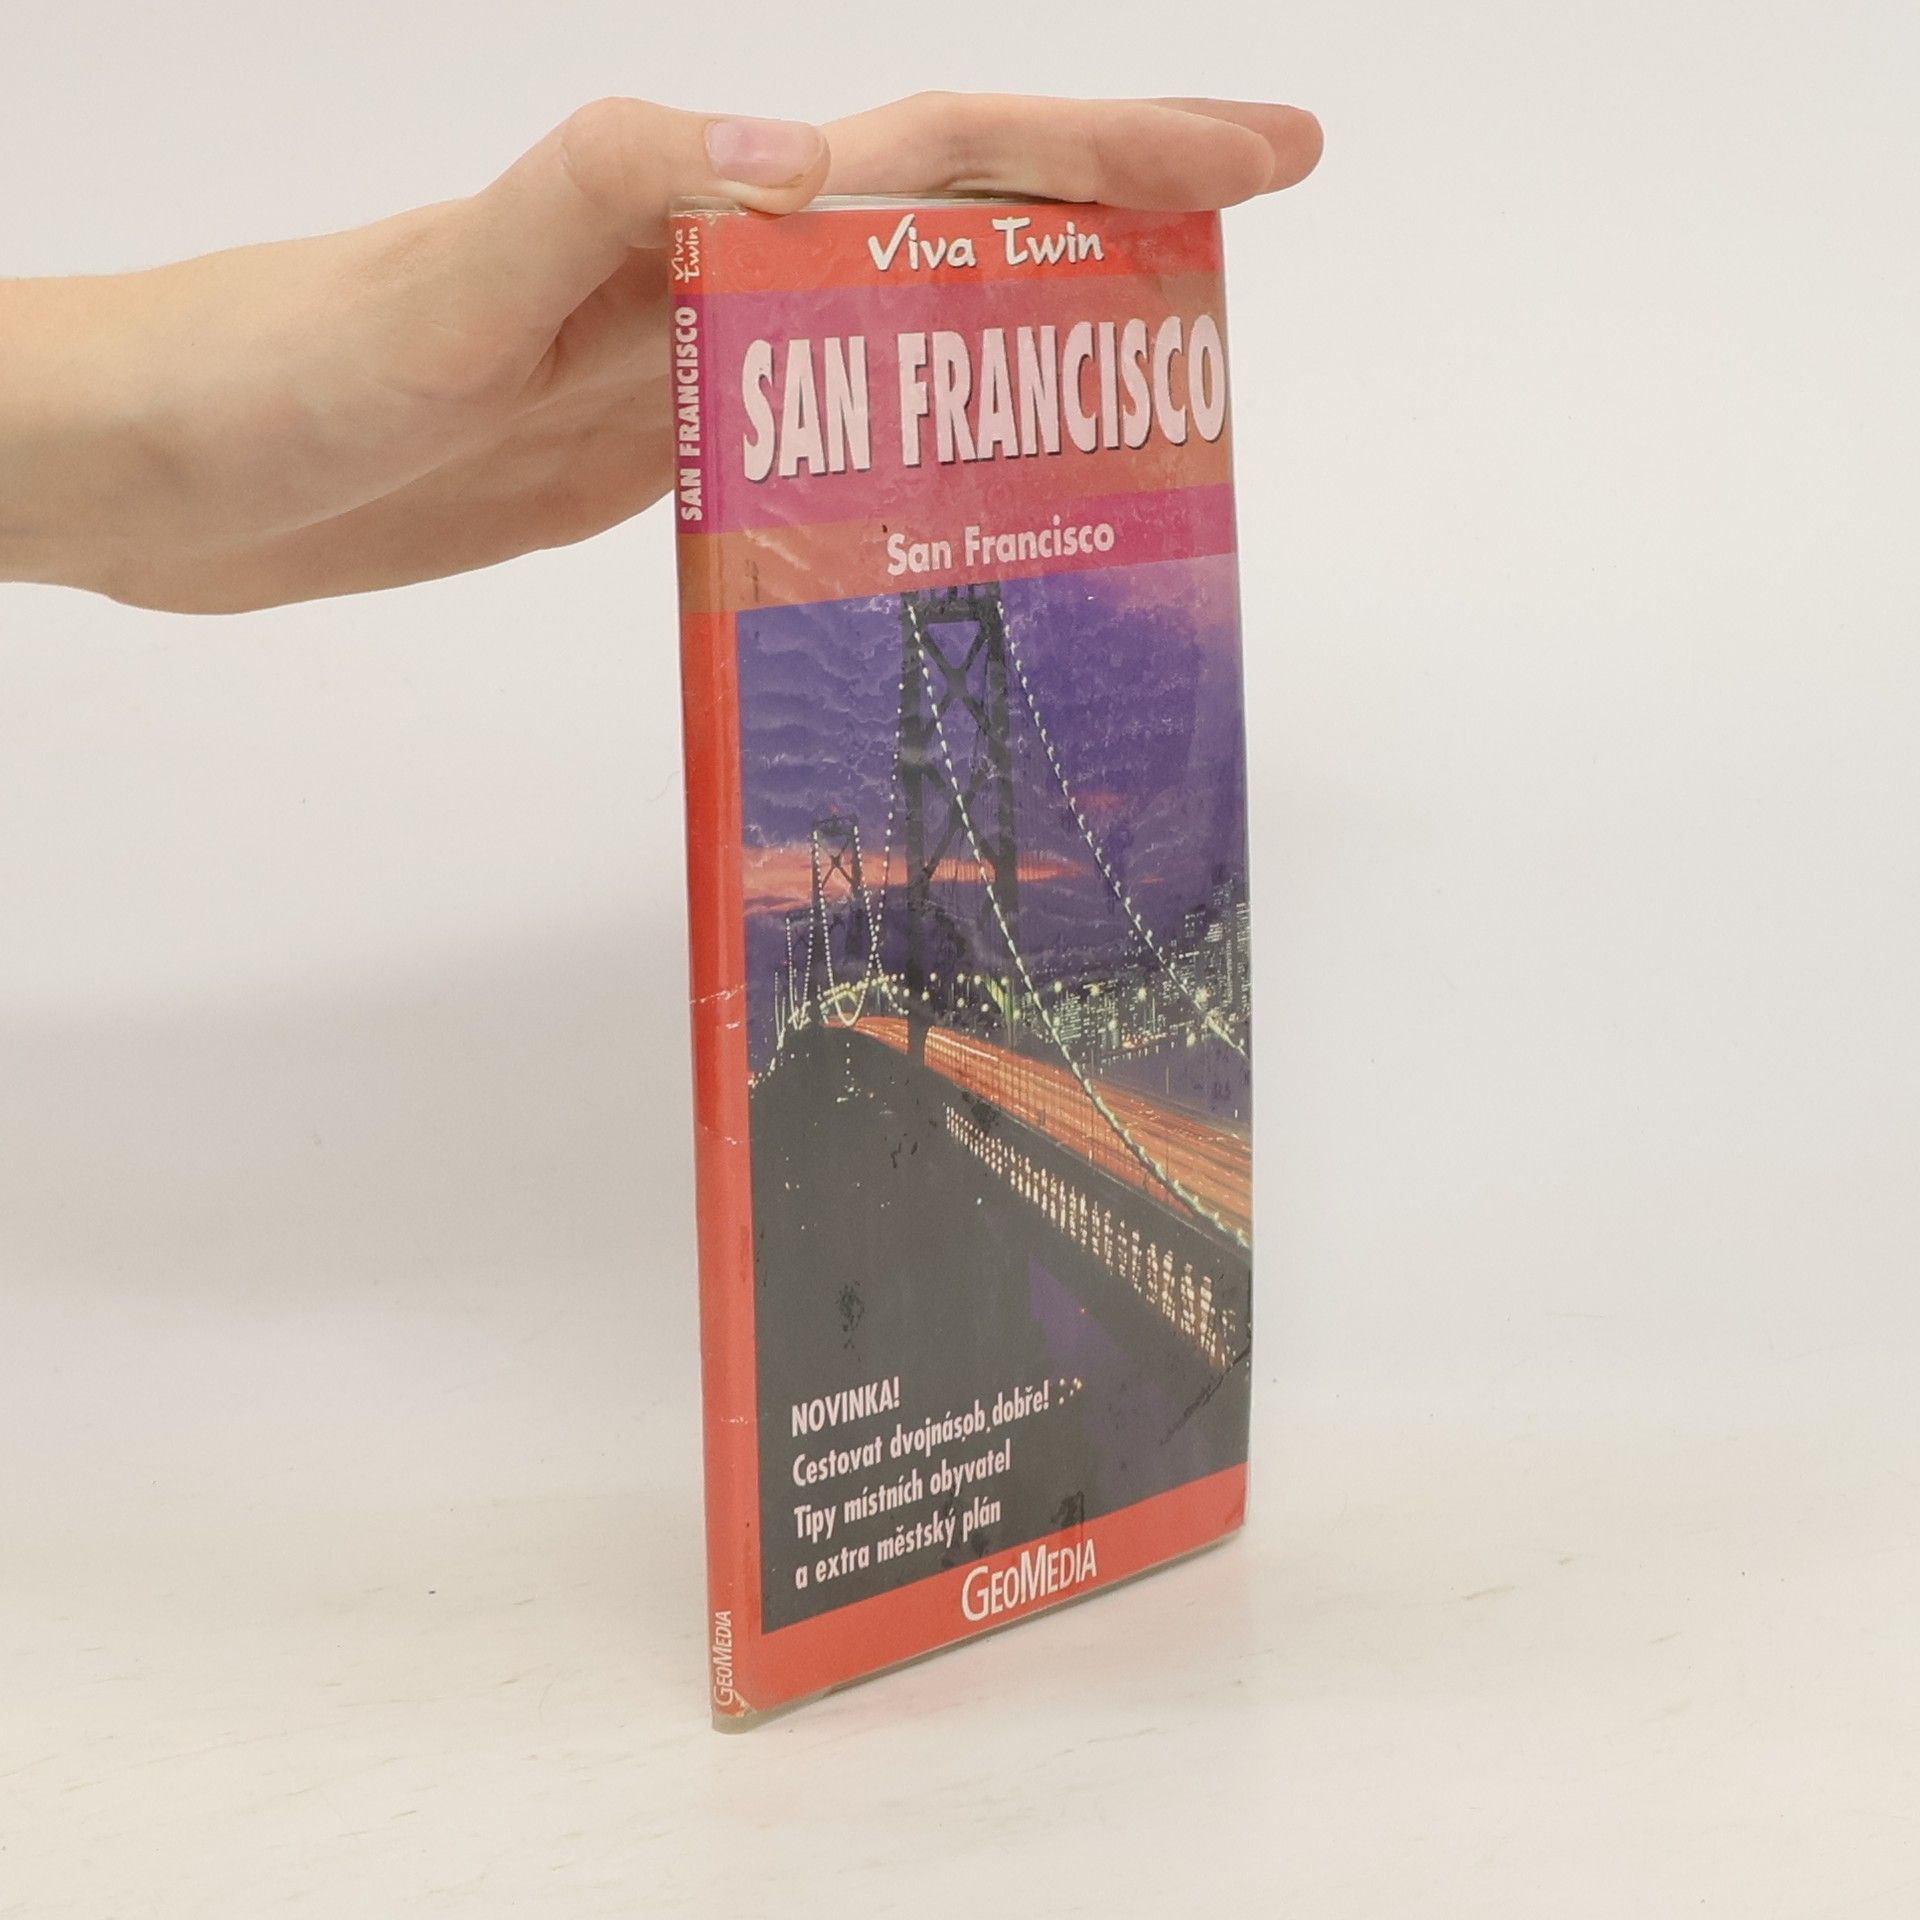 Viva Twin
SAN FRANCISCO
San Francisco
NOVINKA!
Cestovat dvojnásob dobře!
Tipy místních obyvatel
a extra městský plán
GEOMEDIA
Viva Twin
SAN FRANCISCO
GEOMEDIA